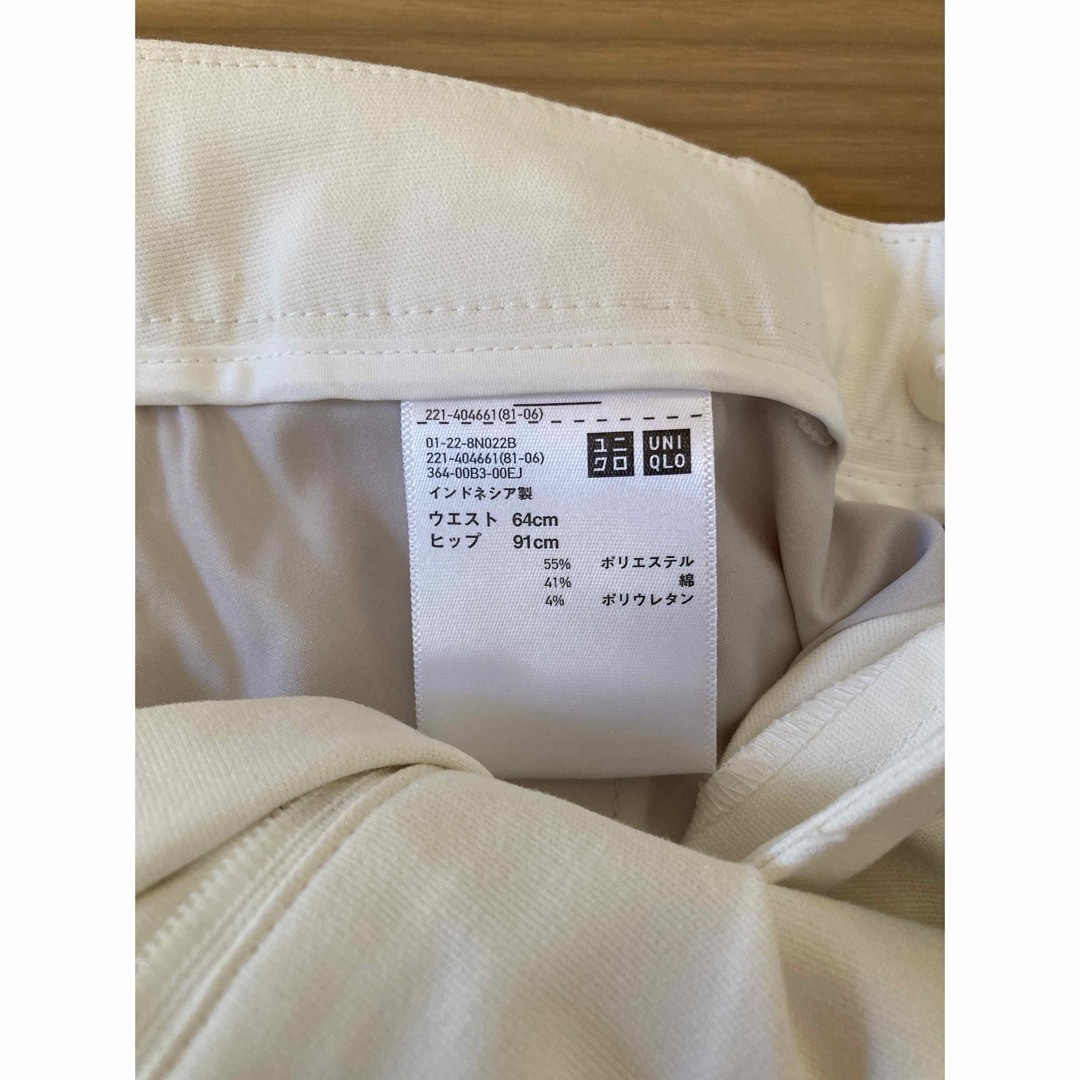 221-404661(81-06)
01-22-8N022B
221-404661(81-06)
364-00B3-00EJ
インドネシア製
ユニ
クロ
UNI
QLO
ウエスト 64cm
ヒップ 91cm
55% ポリエステル
41% 綿
4% ポリウレタン